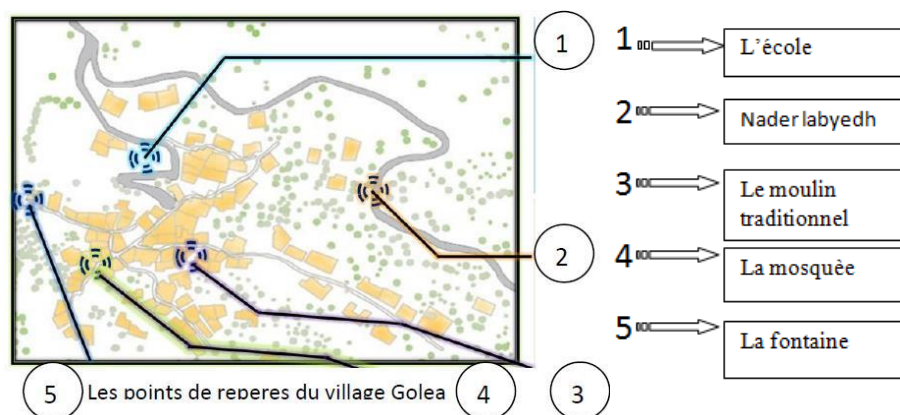 1
2
1 L'école
2 Nader labyedh
3 Le moulin
traditionnel
4 La mosquèe
5 La fontaine
5 Les points de reperes du village Golea 4 3